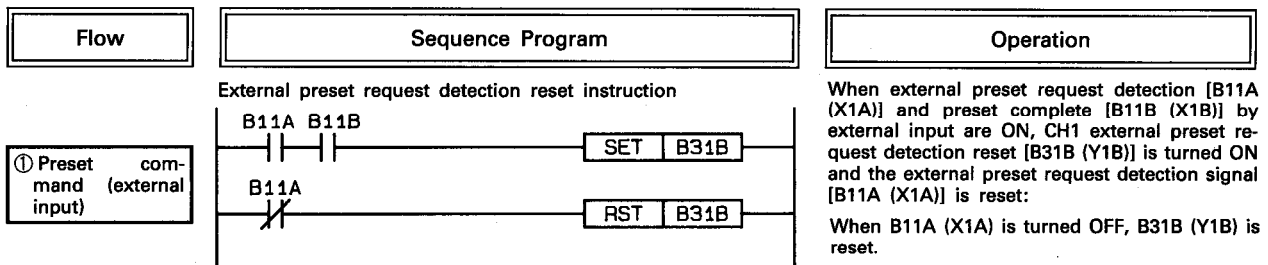 Flow
Sequence Program
Operation
① Preset com-
mand (external
input)
External preset request detection reset instruction
B11A B11B
SET B31B
B11A
RST B31B
When external preset request detection [B11A
(X1A)] and preset complete [B11B (X1B)] by
external input are ON, CH1 external preset re-
quest detection reset [B31B (Y1B)] is turned ON
and the external preset request detection signal
[B11A (X1A)] is reset:
When B11A (X1A) is turned OFF, B31B (Y1B) is
reset.